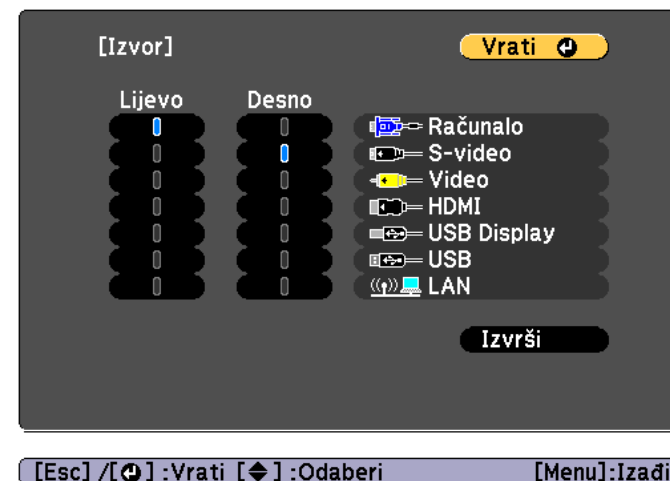 [Izvor]
Vrati
Lijevo Desno
Računalo
S-video
Video
HDMI
USB Display
USB
LAN
Izvrši
[Esc] /[ ] :Vrati [ ] :Odaberi [Menu]:Izađi